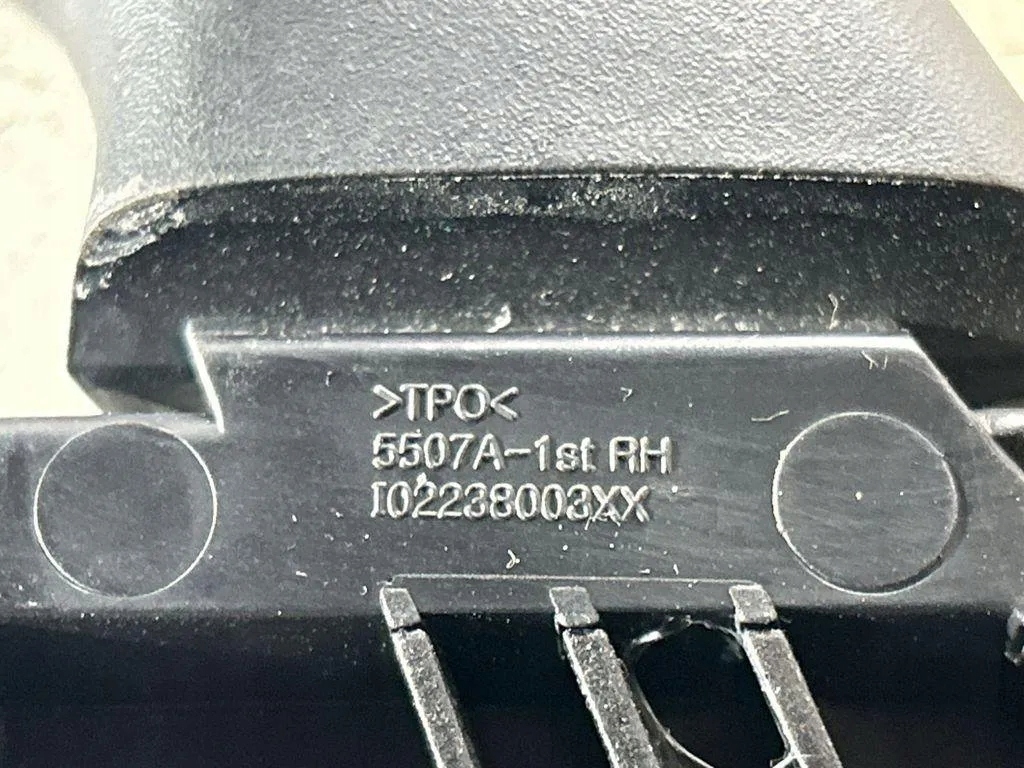 >TPO<
5507A-1st RH
I02238003XX